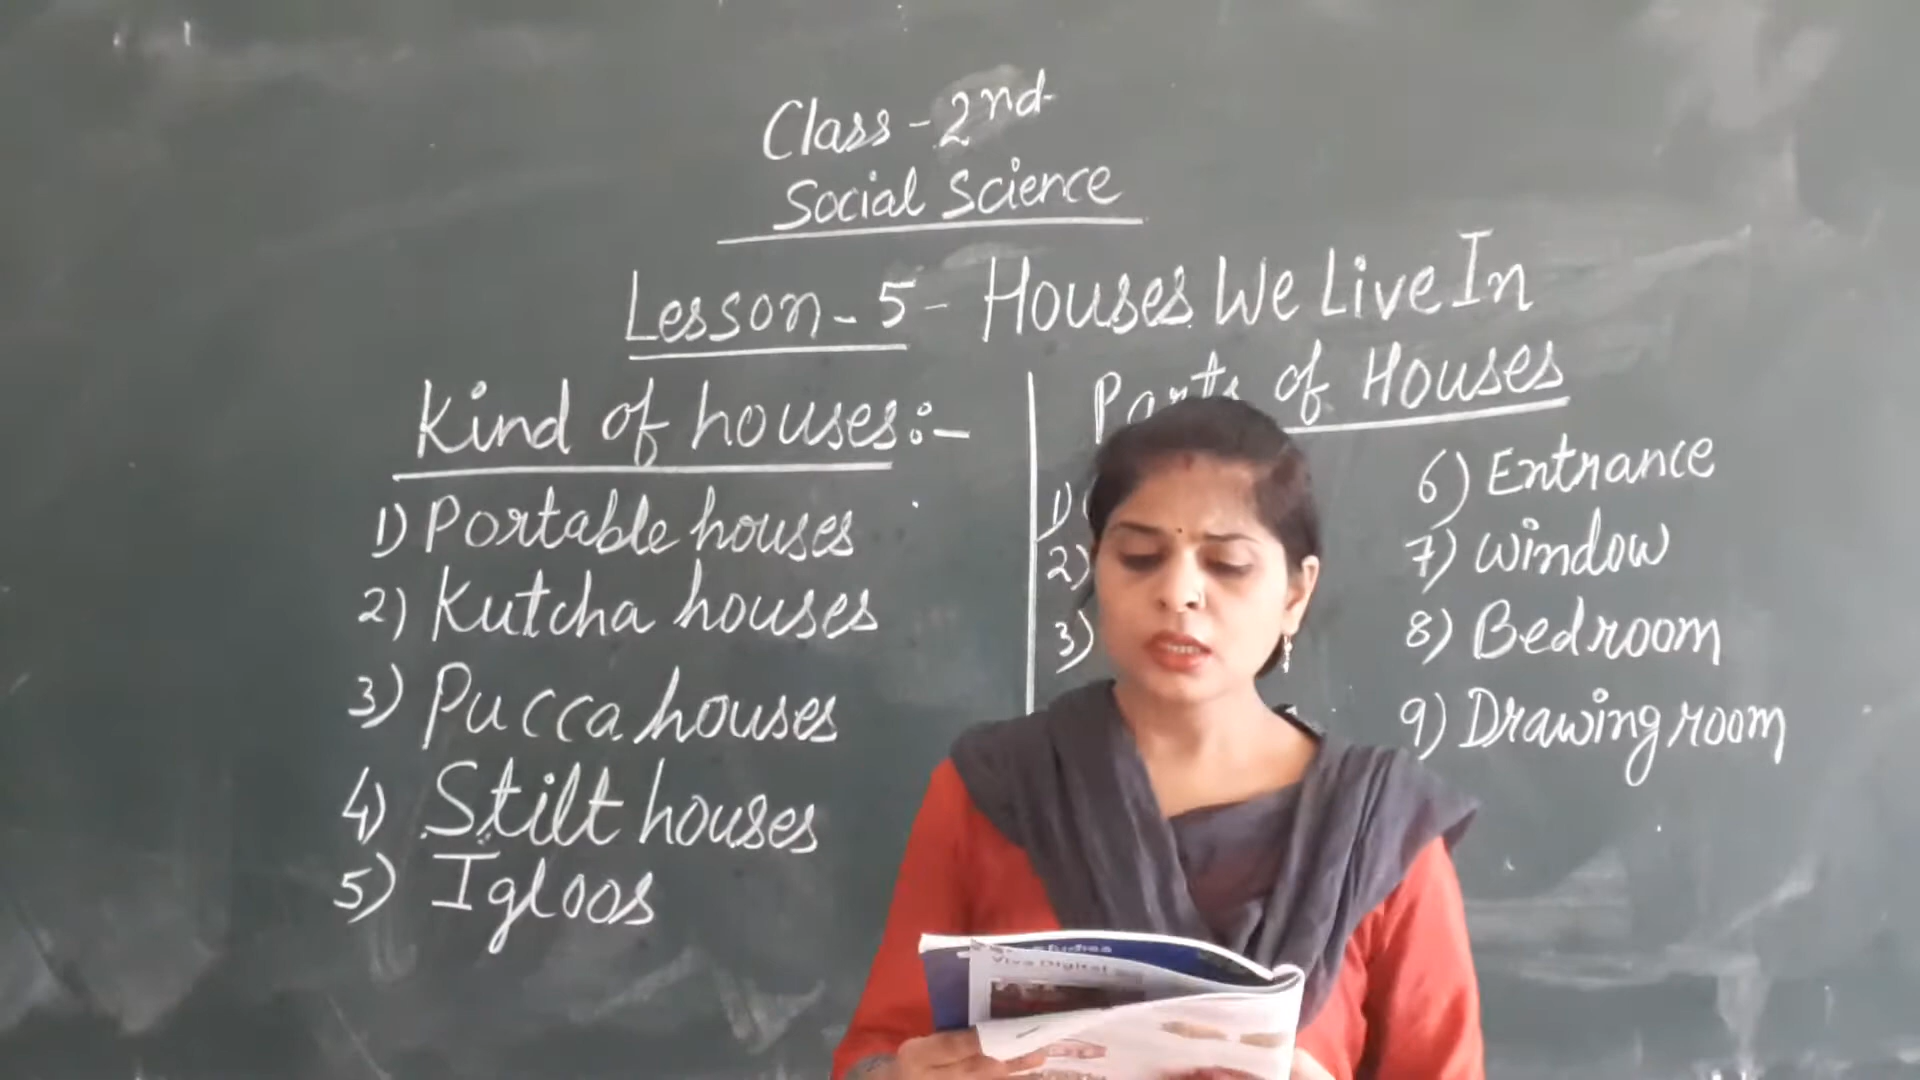 Class - 2nd
Social Science
Lesson - 5 - Houses We Live In
Kind of houses:-
1) Portable houses
2) Kutcha houses
3) Pucca houses
4) Stilt houses
5) Igloos
Parts of Houses
1)
2)
3)
6) Entrance
7) window
8) Bedroom
9) Drawing room
Viva Digital